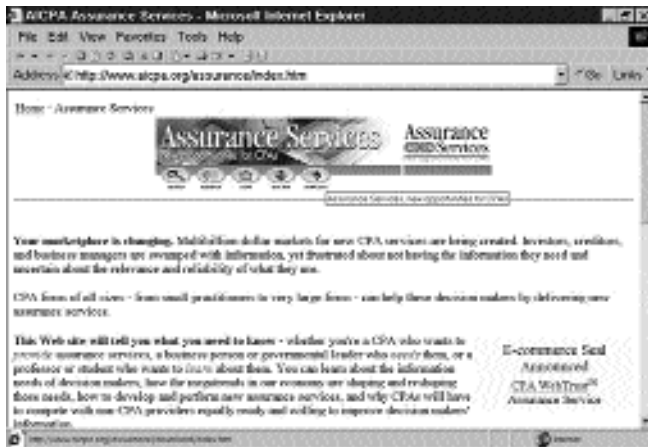 AICPA Assurance Services - Microsoft Internet Explorer
File Edit View Favorites Tools Help
Address http://www.aicpa.org/assurance/index.htm Go Links
Home - Assurance Services
Assurance Services
Assurance
Services
Assurance Services, new opportunities for CPAs
Your marketplace is changing. Multibillion dollar markets for new CPA services are being created. Investors, creditors,
and business managers are swamped with information, yet frustrated about not having the information they need and
uncertain about the relevance and reliability of what they use.
CPA firms of all sizes - from small practitioners to very large firms - can help these decision makers by delivering new
assurance services.
This Web site will tell you what you need to know - whether you're a CPA who wants to
provide assurance services, a business person or governmental leader who needs them, or a
professor or student who wants to learn about them. You can learn about the information
needs of decision makers, how the megatrends in our economy are shaping and reshaping
those needs, how to develop and perform new assurance services, and why CPAs will have
to compete with non-CPA providers equally ready and willing to improve decision makers'
information.
E-commerce Seal
Announced
CPA WebTrust
Assurance Service
Internet